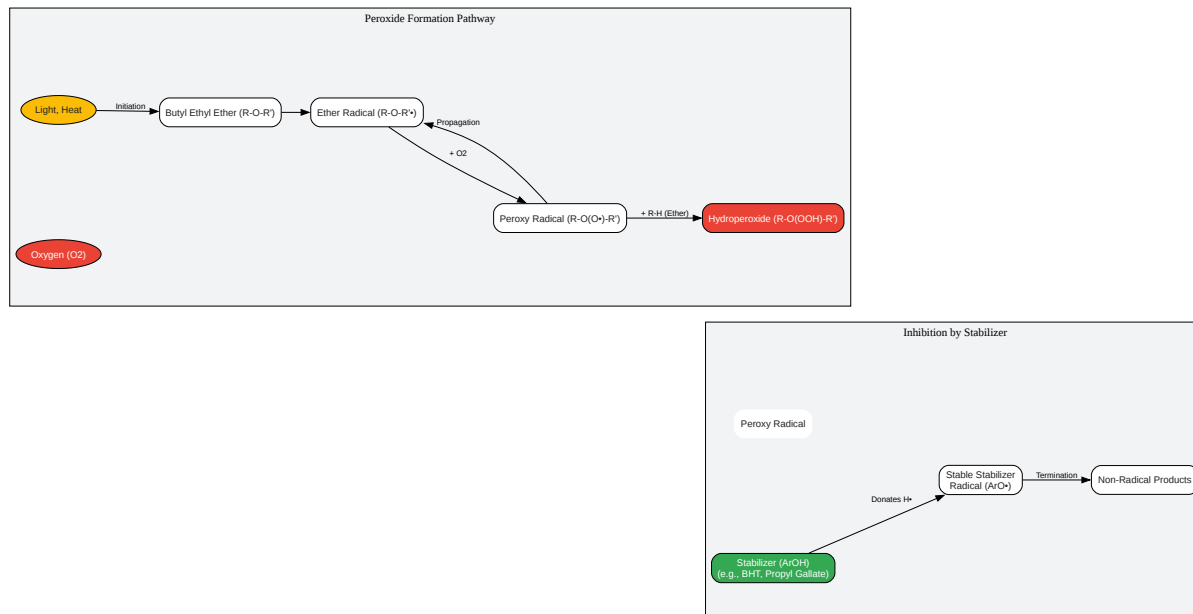 Peroxide Formation Pathway
Light, Heat
Initiation
Butyl Ethyl Ether (R-O-R')
Ether Radical (R-O-R'•)
Propagation
+ O2
Peroxy Radical (R-O(O•)-R')
+ R-H (Ether)
Hydroperoxide (R-O(OOH)-R')
Oxygen (O2)
Inhibition by Stabilizer
Peroxy Radical
Stable Stabilizer
Radical (ArO•)
Termination
Non-Radical Products
Donates H•
Stabilizer (ArOH)
(e.g., BHT, Propyl Gallate)